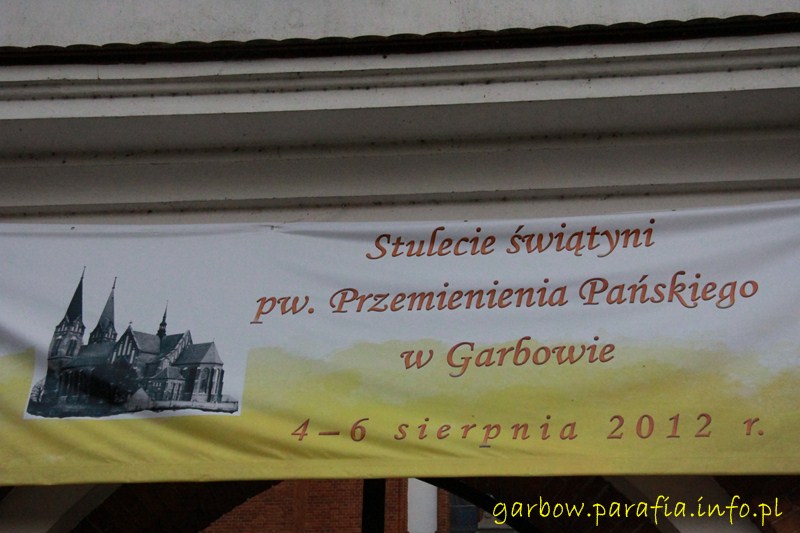 Stulecie świątyni
pw. Przemienienia Pańskiego
w Garbowie
4–6 sierpnia 2012 r.
garbow.parafia.info.pl